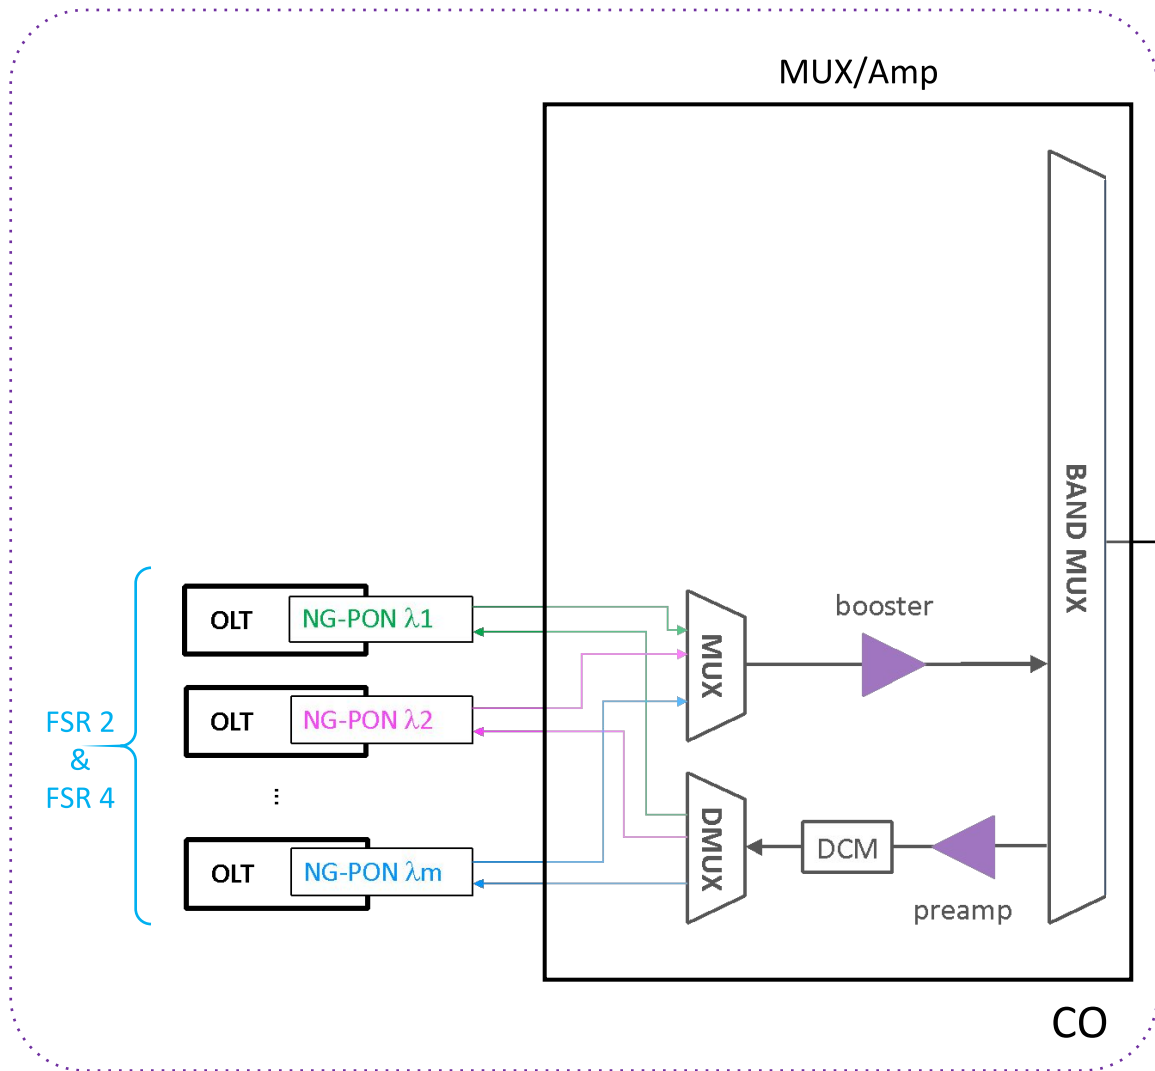 MUX/Amp
BAND MUX
booster
OLT
NG-PON λ1
MUX
FSR 2
&
FSR 4
OLT
NG-PON λ2
...
DMUX
DCM
OLT
NG-PON λm
preamp
CO